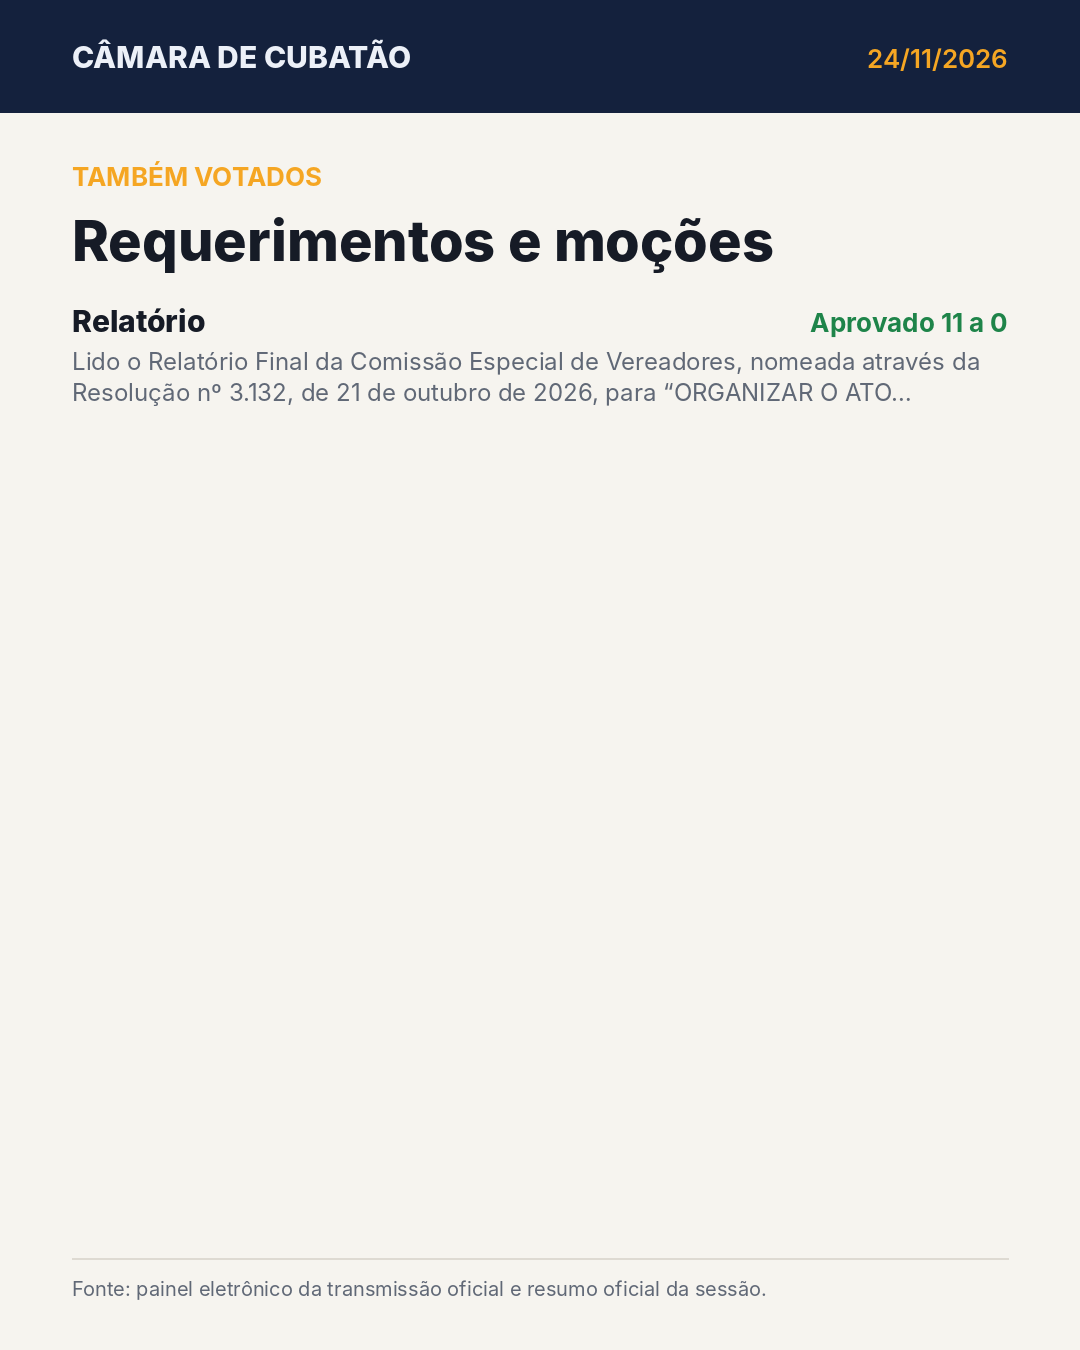 CÂMARA DE CUBATÃO
24/11/2026
TAMBÉM VOTADOS
Requerimentos e moções
Relatório
Aprovado 11 a 0
Lido o Relatório Final da Comissão Especial de Vereadores, nomeada através da
Resolução nº 3.132, de 21 de outubro de 2026, para “ORGANIZAR O ATO...
Fonte: painel eletrônico da transmissão oficial e resumo oficial da sessão.